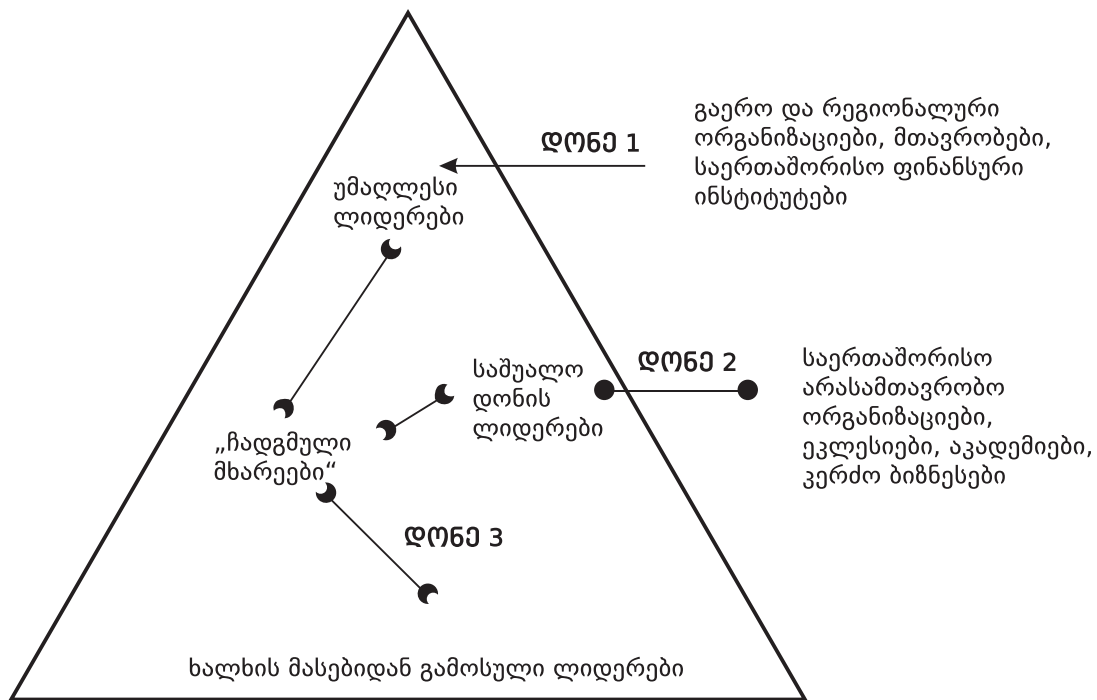 დონე 1
გაერო და რეგიონალური
ორგანიზაციები, მთავრობები,
საერთაშორისო ფინანსური
ინსტიტუტები
უმაღლესი
ლიდერები
დონე 2
საერთაშორისო
არასამთავრობო
ორგანიზაციები,
ეკლესიები, აკადემიები,
კერძო ბიზნესები
საშუალო
დონის
ლიდერები
„ჩადგმული
მხარეები“
დონე 3
ხალხის მასებიდან გამოსული ლიდერები